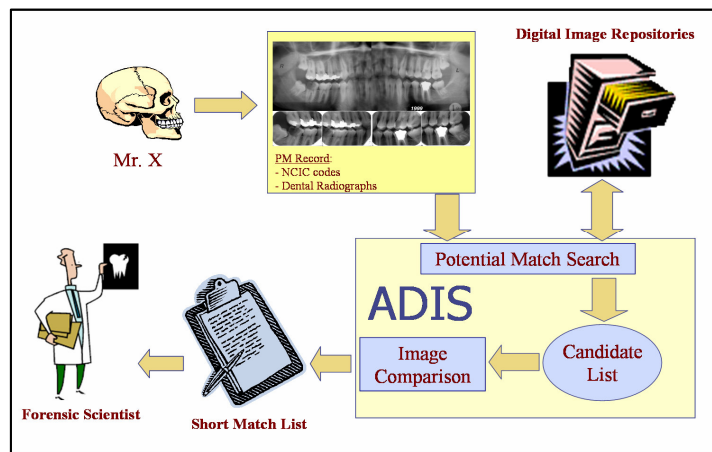 Digital Image Repositories
1999
Mr. X
PM Record:
- NCIC codes
- Dental Radiographs
Potential Match Search
ADIS
Image
Comparison
Candidate
List
Forensic Scientist
Short Match List